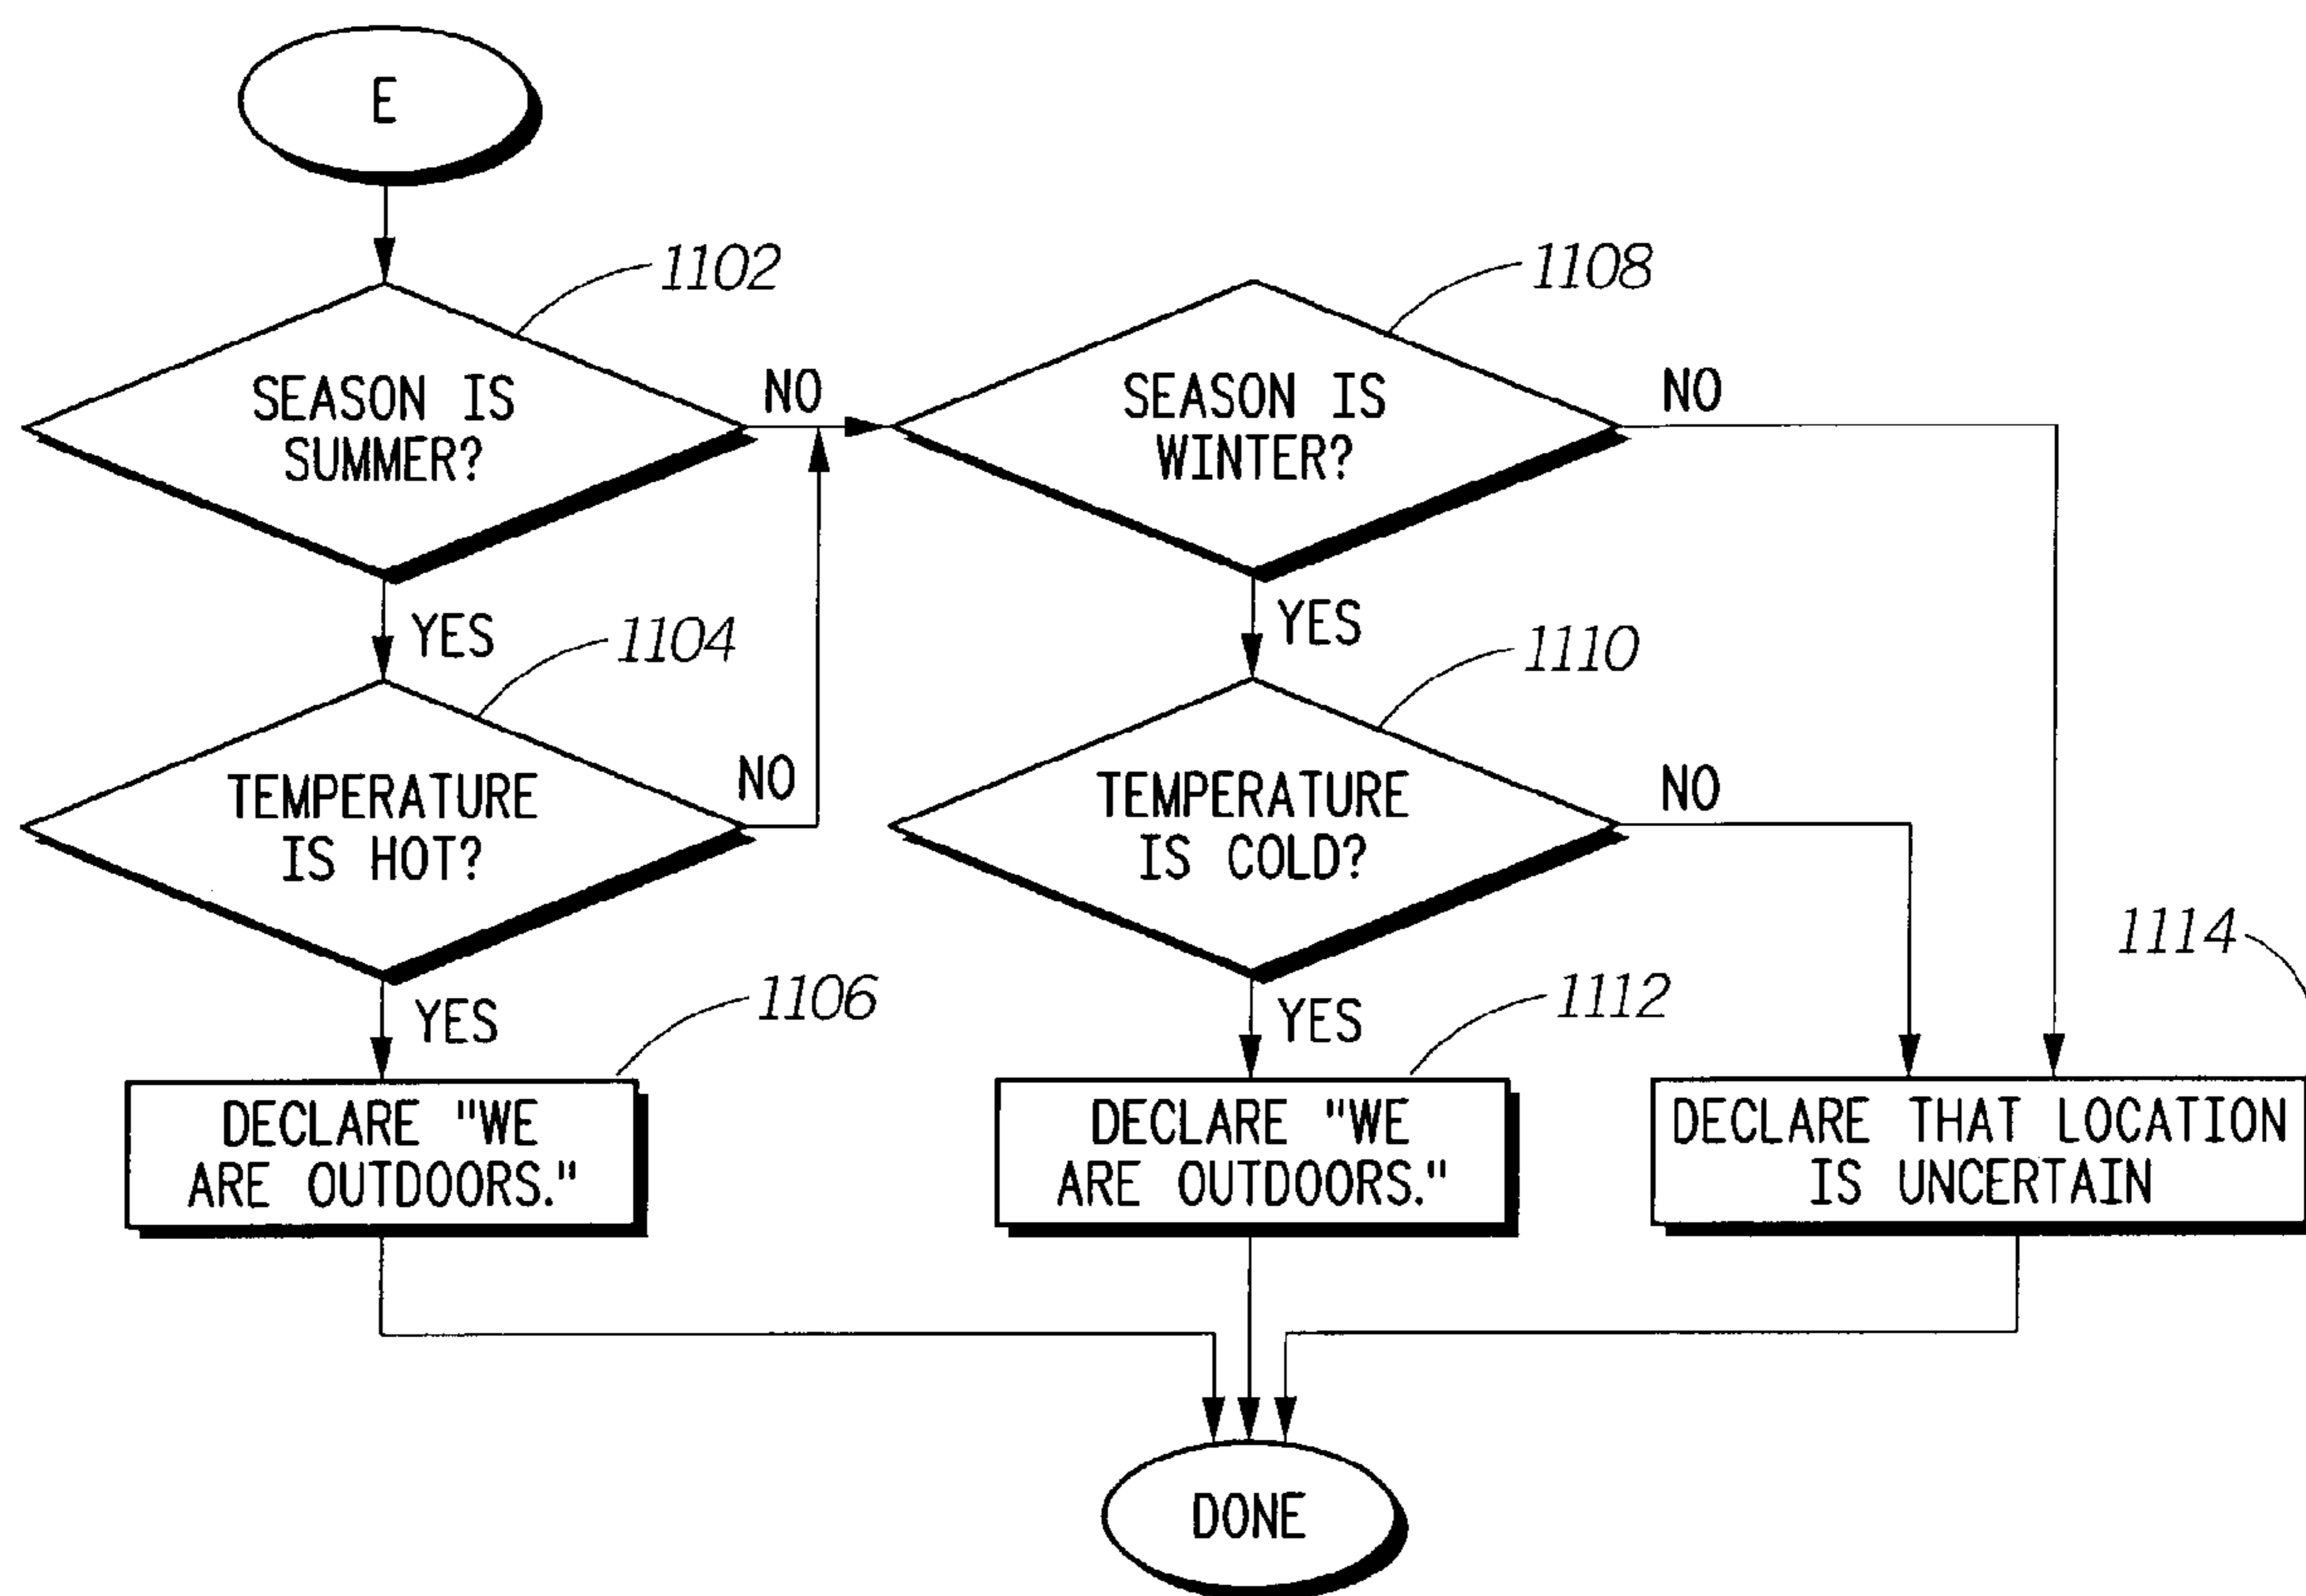 E
1102
1108
SEASON IS
SUMMER?
NO
SEASON IS
WINTER?
NO
YES
1104
YES
1110
TEMPERATURE
IS HOT?
NO
TEMPERATURE
IS COLD?
NO
1114
YES
1106
YES
1112
DECLARE "WE
ARE OUTDOORS."
DECLARE "WE
ARE OUTDOORS."
DECLARE THAT LOCATION
IS UNCERTAIN
DONE